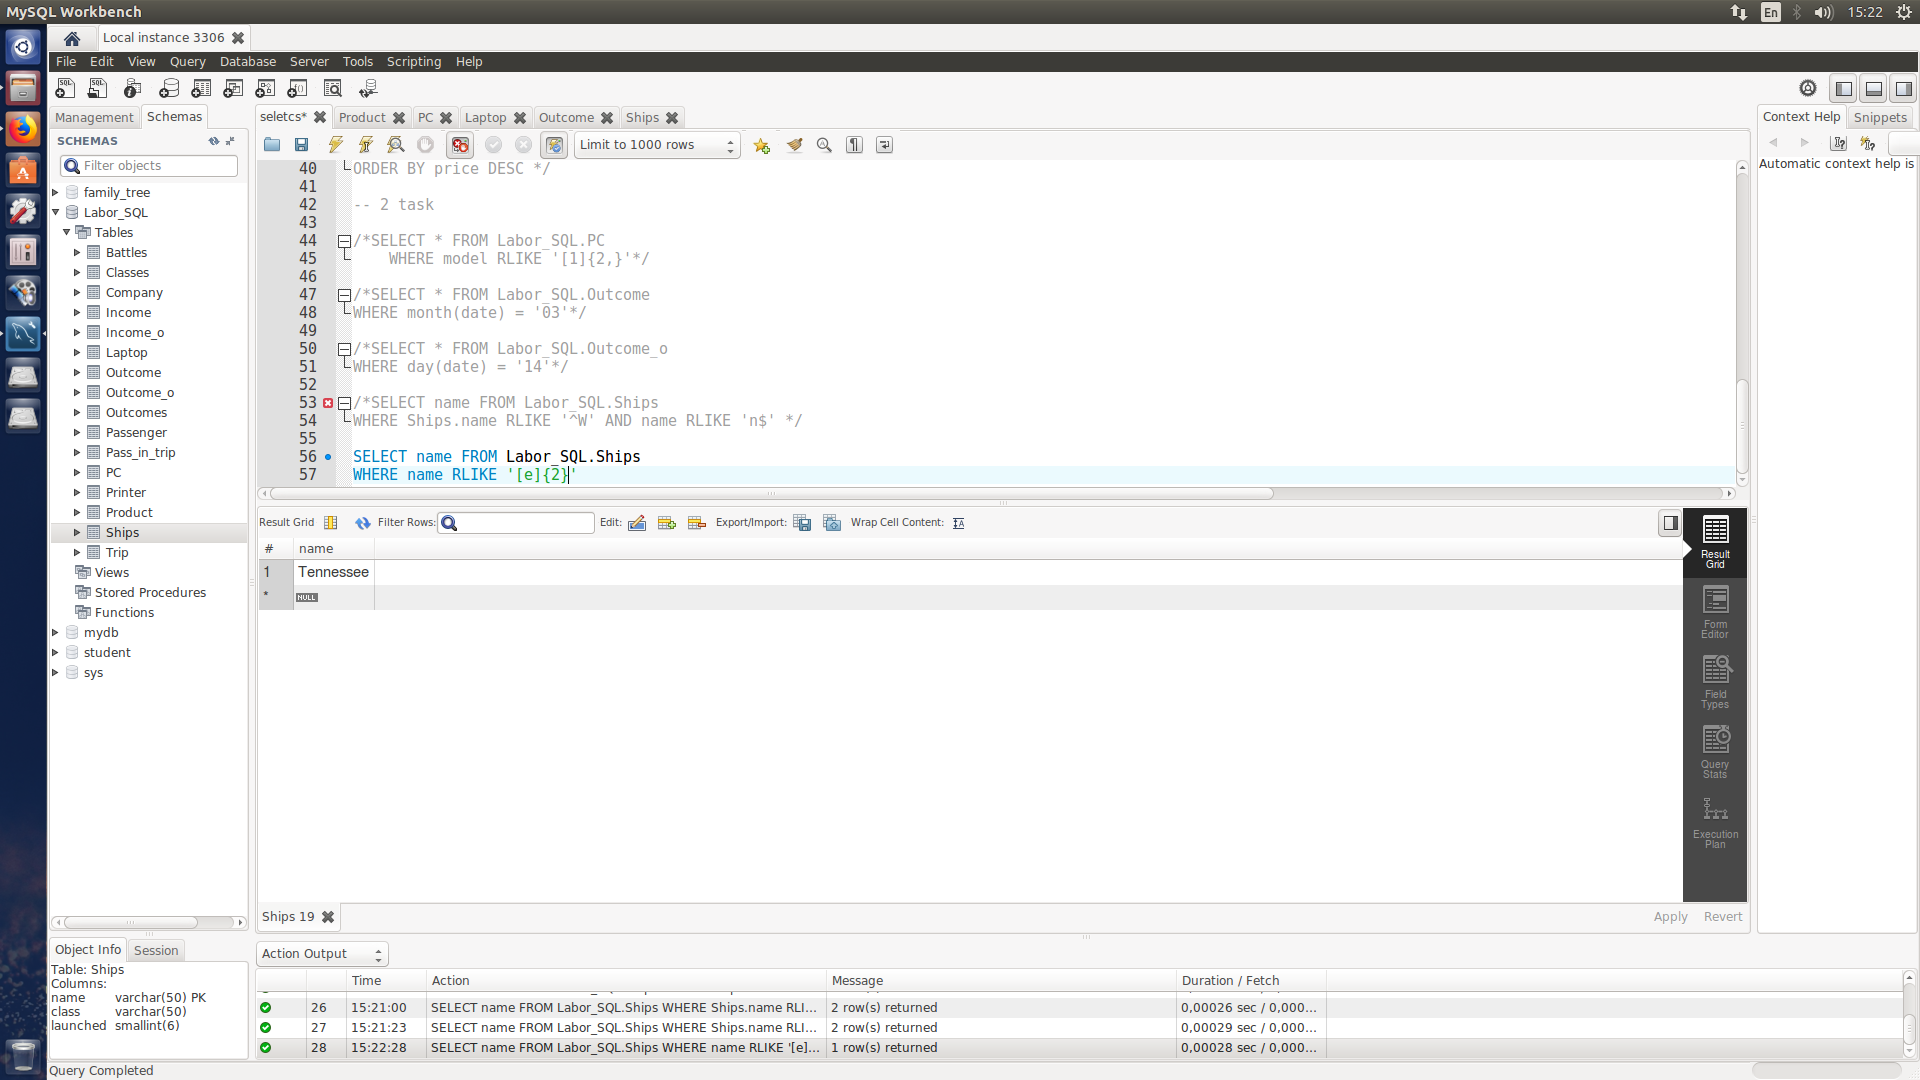 MySQL Workbench
En
15:22
Local instance 3306
File Edit View Query Database Server Tools Scripting Help
Management Schemas
seletcs* Product PC Laptop Outcome Ships
Context Help Snippets
SCHEMAS
Filter objects
family_tree
Labor_SQL
Tables
Battles
Classes
Company
Income
Income_o
Laptop
Outcome
Outcome_o
Outcomes
Passenger
Pass_in_trip
PC
Printer
Product
Ships
Trip
Views
Stored Procedures
Functions
mydb
student
sys
Limit to 1000 rows
Automatic context help is
40 ORDER BY price DESC */
41
42 -- 2 task
43
44 /*SELECT * FROM Labor_SQL.PC
45 WHERE model RLIKE '[1]{2,}'*/
46
47 /*SELECT * FROM Labor_SQL.Outcome
48 WHERE month(date) = '03'*/
49
50 /*SELECT * FROM Labor_SQL.Outcome_o
51 WHERE day(date) = '14'*/
52
53 /*SELECT name FROM Labor_SQL.Ships
54 WHERE Ships.name RLIKE '^W' AND name RLIKE 'n$' */
55
56 SELECT name FROM Labor_SQL.Ships
57 WHERE name RLIKE '[e]{2}'
Result Grid Filter Rows: Edit: Export/Import: Wrap Cell Content:
# name
1 Tennessee
* NULL
Result Grid
Form Editor
Field Types
Query Stats
Execution Plan
Ships 19
Apply Revert
Object Info Session
Table: Ships
Columns:
name varchar(50) PK
class varchar(50)
launched smallint(6)
Action Output
Time Action Message Duration / Fetch
26 15:21:00 SELECT name FROM Labor_SQL.Ships WHERE Ships.name RLI... 2 row(s) returned 0,00026 sec / 0,000...
27 15:21:23 SELECT name FROM Labor_SQL.Ships WHERE Ships.name RLI... 2 row(s) returned 0,00029 sec / 0,000...
28 15:22:28 SELECT name FROM Labor_SQL.Ships WHERE name RLIKE '[e]... 1 row(s) returned 0,00028 sec / 0,000...
Query Completed